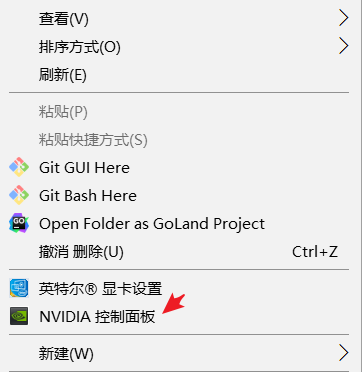 查看(V)
排序方式(O)
刷新(E)
粘贴(P)
粘贴快捷方式(S)
Git GUI Here
Git Bash Here
Open Folder as GoLand Project
撤消 删除(U) Ctrl+Z
英特尔® 显卡设置
NVIDIA 控制面板
新建(W)